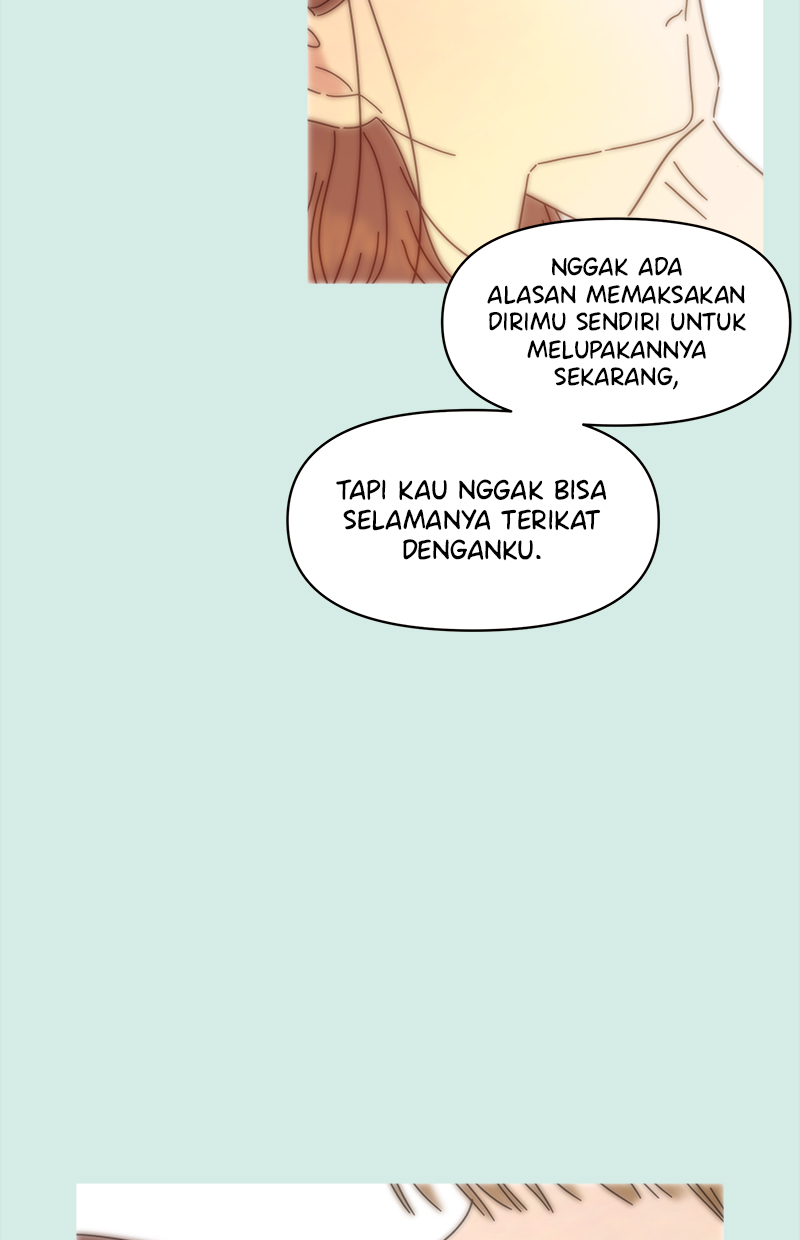 NGGAK ADA
ALASAN MEMAKSAKAN
DIRIMU SENDIRI UNTUK
MELUPAKANNYA
SEKARANG,
TAPI KAU NGGAK BISA
SELAMANYA TERIKAT
DENGANKU.